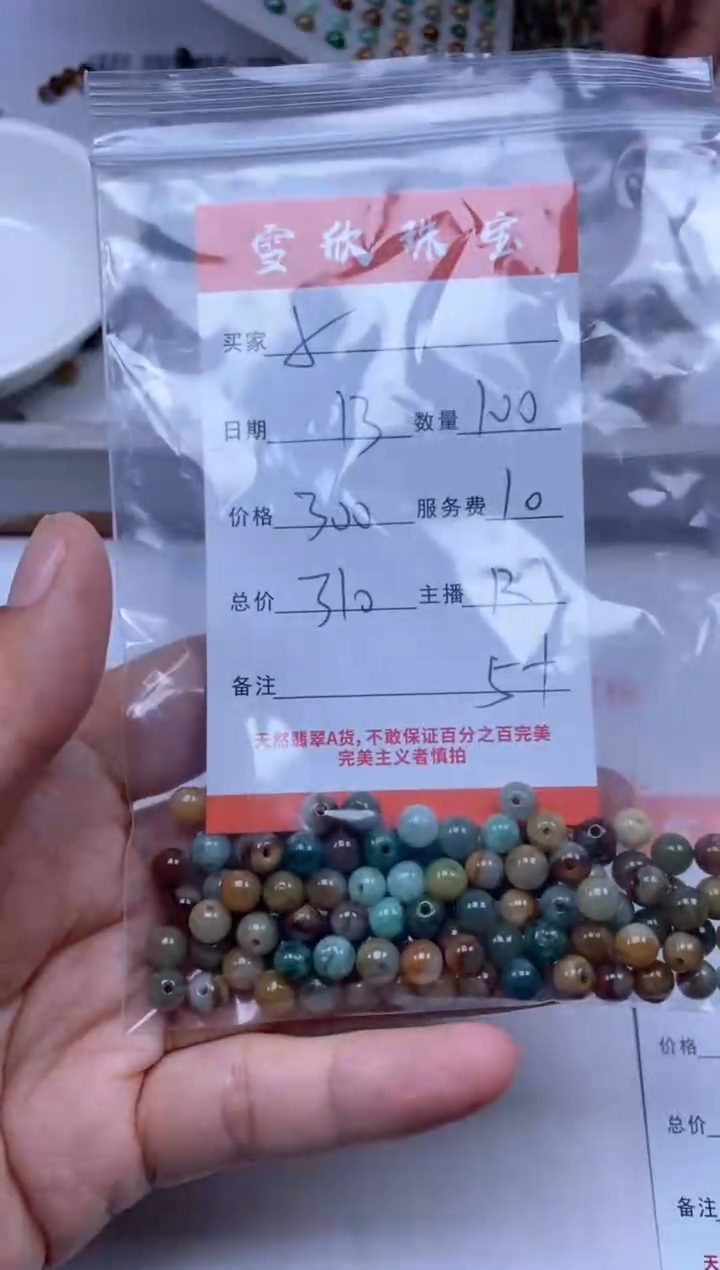 雪欣珠宝
买家 8
日期 13 数量 100
价格 300 服务费 10
总价 310 主播
备注 5+
天然翡翠A货,不敢保证百分之百完美
完美主义者慎拍
价格
总价
备注
天